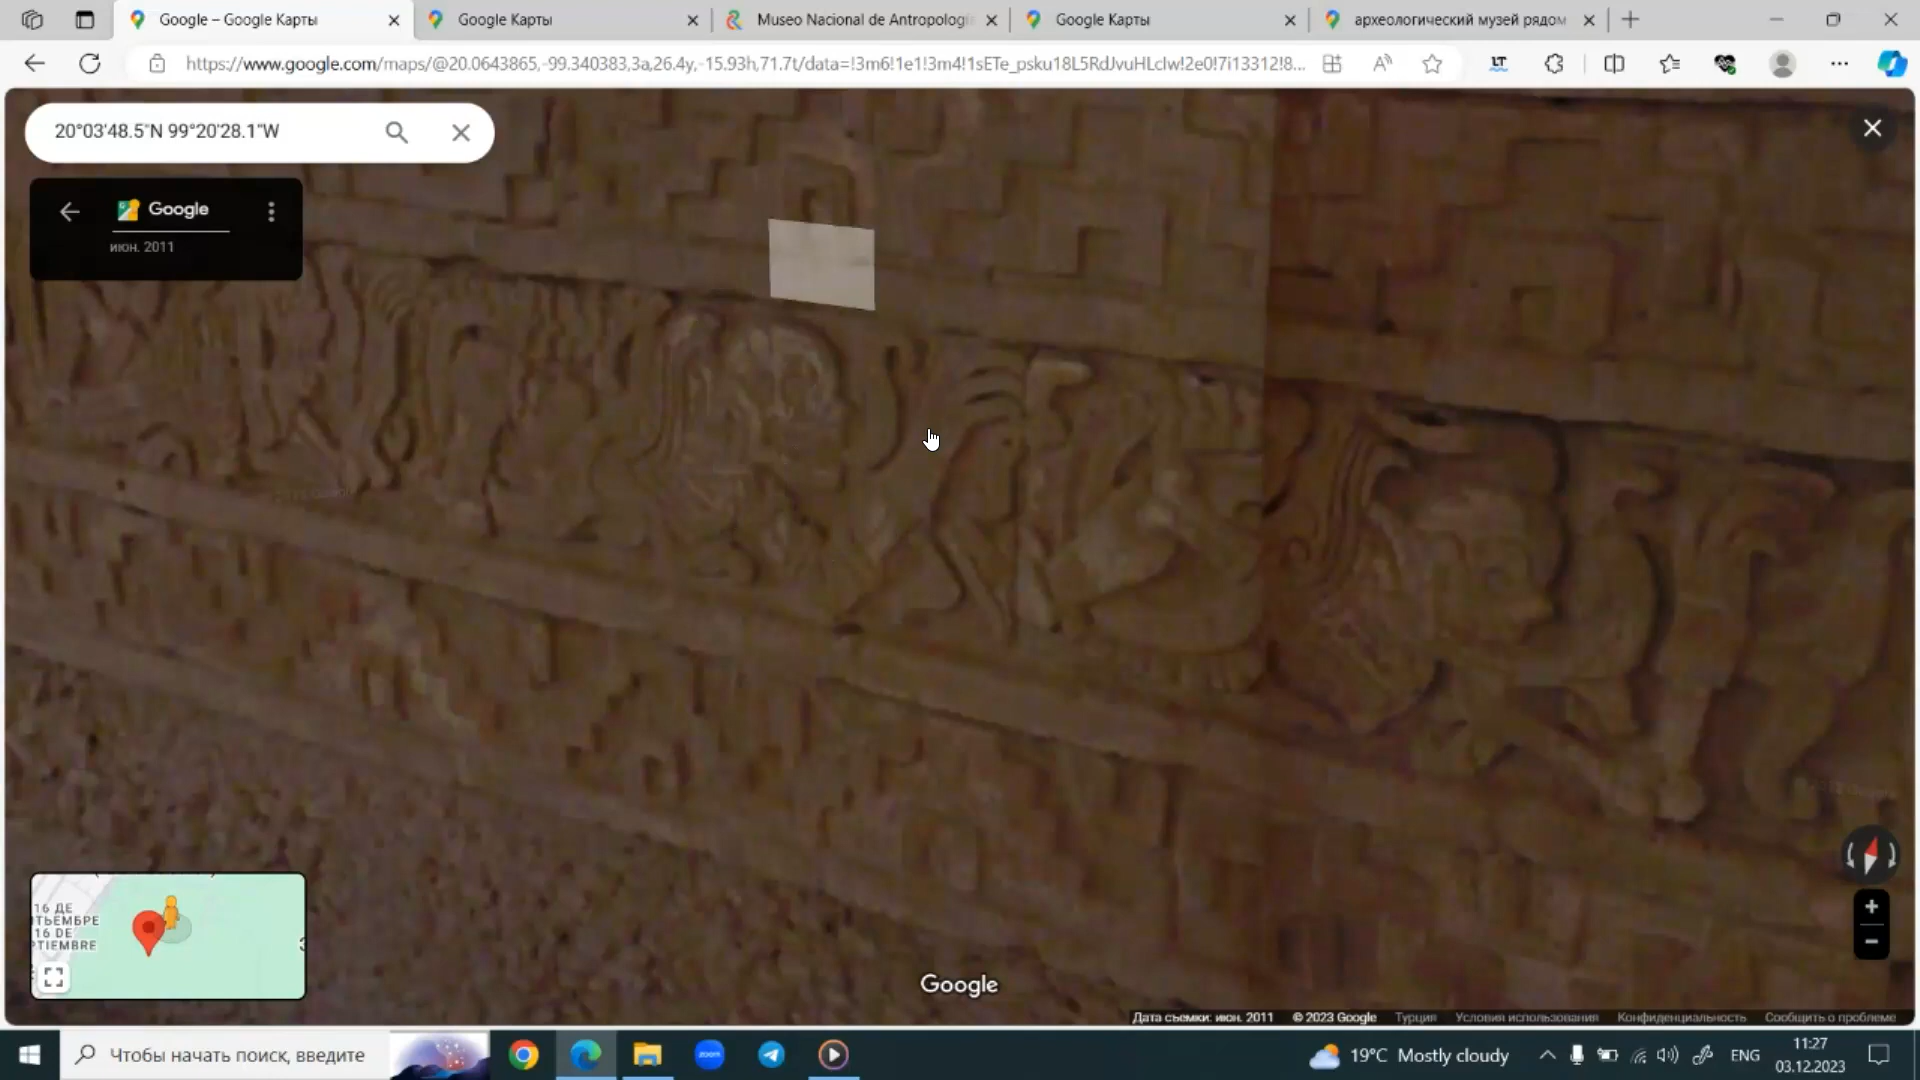 Google – Google Карты
Google Карты
Museo Nacional de Antropologí
Google Карты
археологический музей рядом
https://www.google.com/maps/@20.0643865,-99.340383,3a,26.4y,-15.93h,71.7t/data=!3m6!1e1!3m4!1sETe_psku18L5RdJvuHLcIw!2e0!7i13312!8...
20°03'48.5"N 99°20'28.1"W
Google
июн. 2011
16 ДЕ
ТЬЕМБРЕ
16 DE
PTIEMBRE
Google
Дата съемки: июн. 2011 © 2023 Google Турция Условия использования Конфиденциальность Сообщить о проблеме
Чтобы начать поиск, введите
zoom
19°C Mostly cloudy
ENG
11:27
03.12.2023